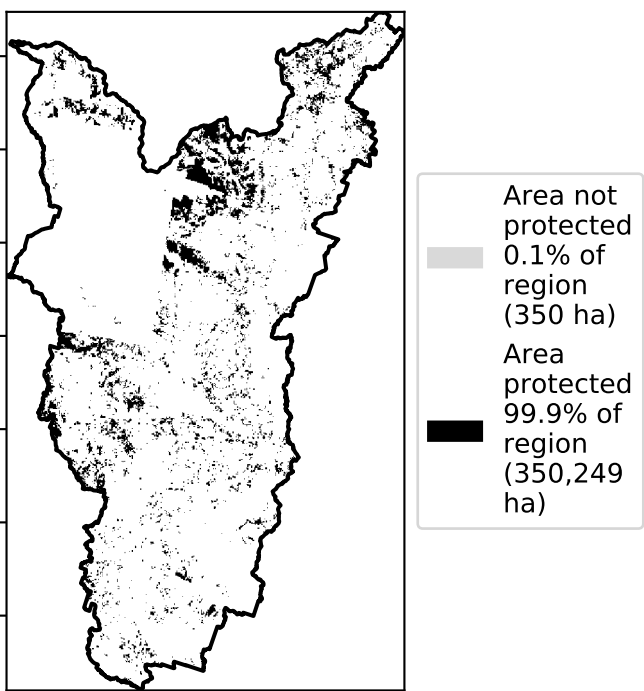 Area not
protected
0.1% of
region
(350 ha)
Area
protected
99.9% of
region
(350,249
ha)